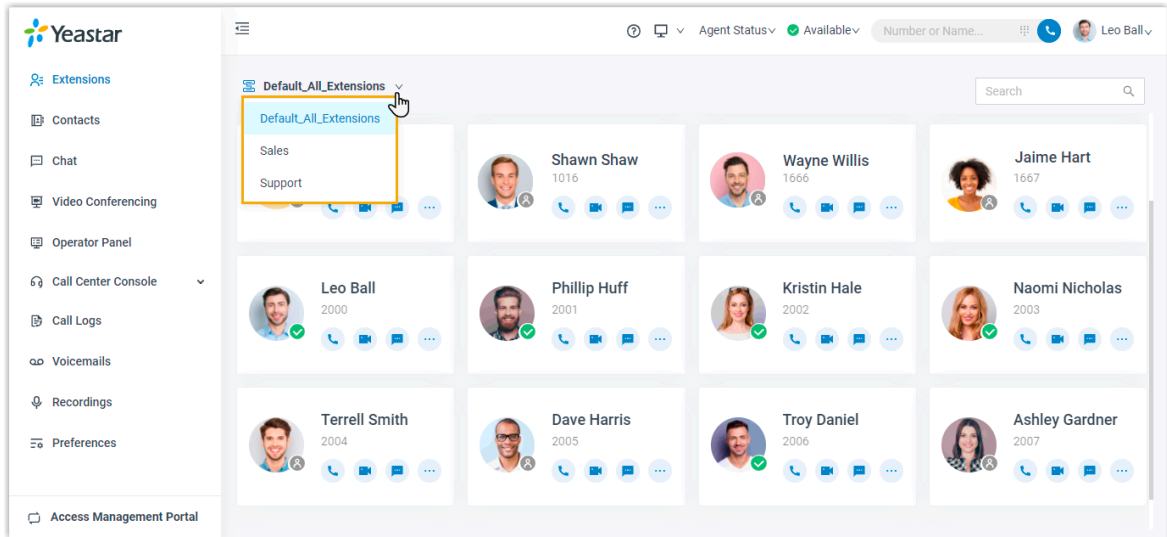 Yeastar
Agent Status
Available
Number or Name...
Leo Ball
Extensions
Contacts
Chat
Video Conferencing
Operator Panel
Call Center Console
Call Logs
Voicemails
Recordings
Preferences
Access Management Portal
Default_All_Extensions
Search
Default_All_Extensions
Sales
Support
Shawn Shaw
1016
Wayne Willis
1666
Jaime Hart
1667
Leo Ball
2000
Phillip Huff
2001
Kristin Hale
2002
Naomi Nicholas
2003
Terrell Smith
2004
Dave Harris
2005
Troy Daniel
2006
Ashley Gardner
2007